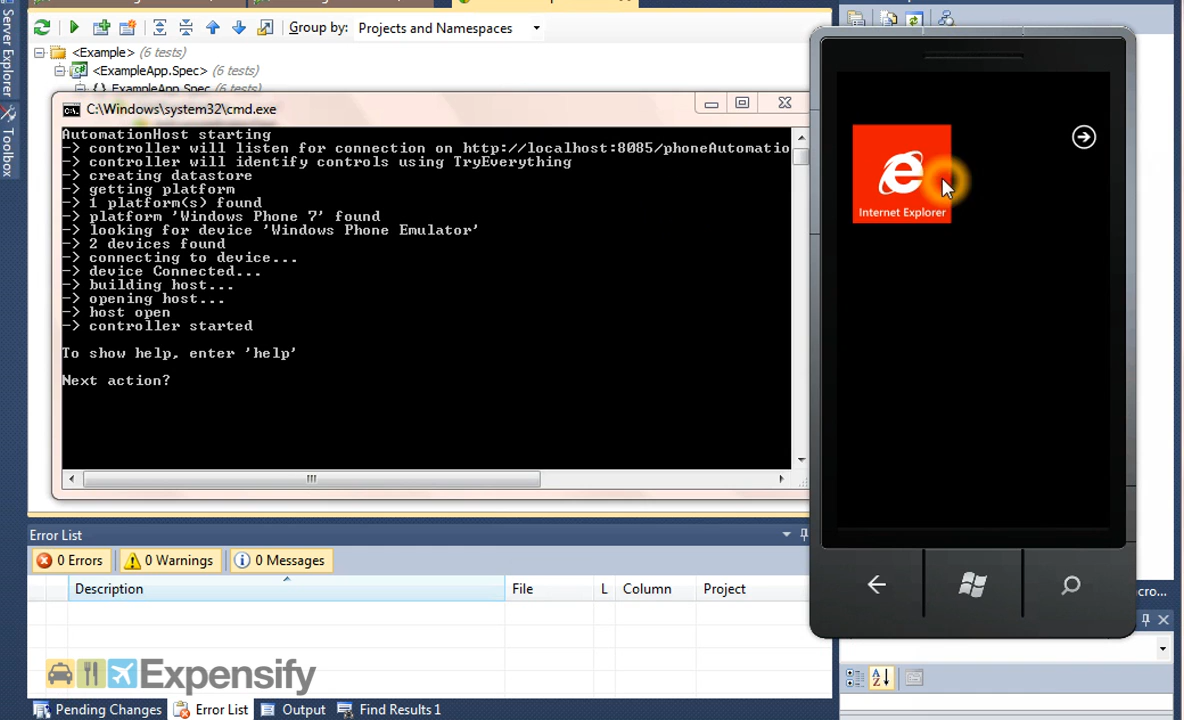 Server Explorer
Toolbox
Group by: Projects and Namespaces
<Example> (6 tests)
<ExampleApp.Spec> (6 tests)
{} ExampleApp.Spec (6 tests)
C:\Windows\system32\cmd.exe
AutomationHost starting
-> controller will listen for connection on http://localhost:8085/phoneAutomatio
-> controller will identify controls using TryEverything
-> creating datastore
-> getting platform
-> 1 platform(s) found
-> platform 'Windows Phone 7' found
-> looking for device 'Windows Phone Emulator'
-> 2 devices found
-> connecting to device...
-> device Connected...
-> building host...
-> opening host...
-> host open
-> controller started
To show help, enter 'help'
Next action?
Internet Explorer
Error List
0 Errors
0 Warnings
0 Messages
Description File L Column Project
cro...
Expensify
Pending Changes Error List Output Find Results 1